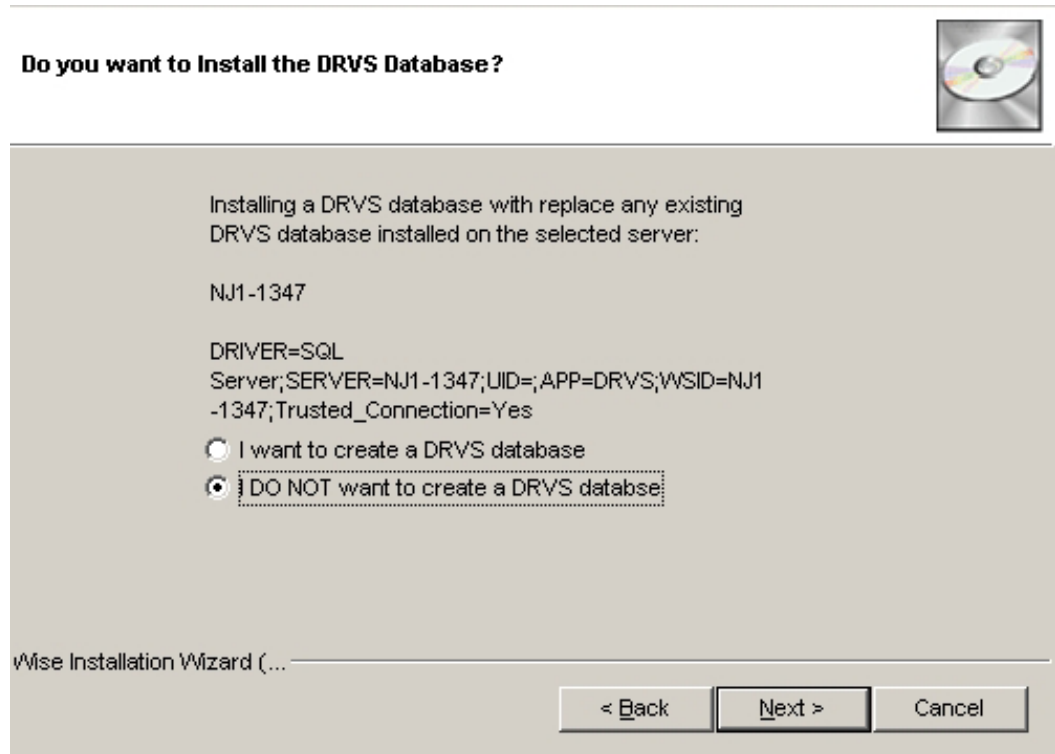 Do you want to Install the DRVS Database?
Installing a DRVS database with replace any existing
DRVS database installed on the selected server:
NJ1-1347
DRIVER=SQL
Server;SERVER=NJ1-1347;UID=;APP=DRVS;WSID=NJ1
-1347;Trusted_Connection=Yes
I want to create a DRVS database
I DO NOT want to create a DRVS databse
Wise Installation Wizard (...
< Back Next > Cancel